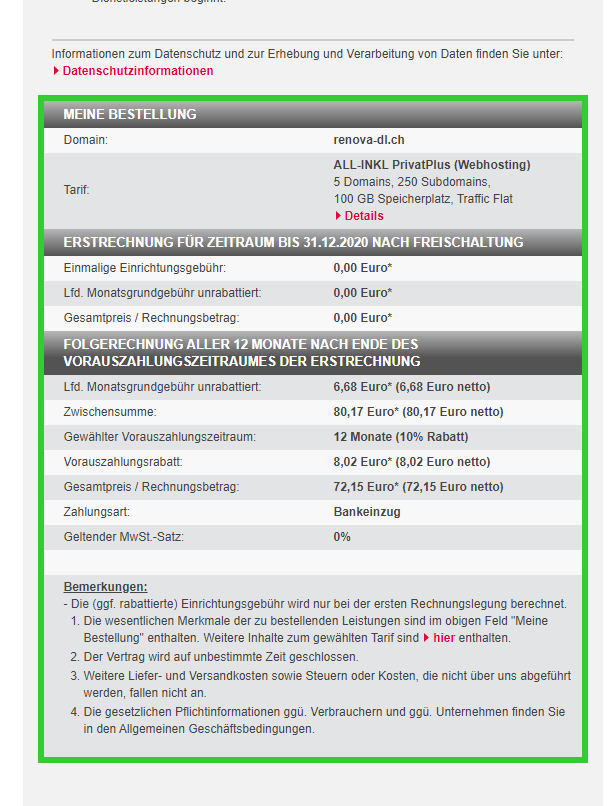 Dienstleistungen beginnt.
Informationen zum Datenschutz und zur Erhebung und Verarbeitung von Daten finden Sie unter:
Datenschutzinformationen
MEINE BESTELLUNG
Domain: renova-dl.ch
Tarif: ALL-INKL PrivatPlus (Webhosting)
5 Domains, 250 Subdomains,
100 GB Speicherplatz, Traffic Flat
Details
ERSTRECHNUNG FÜR ZEITRAUM BIS 31.12.2020 NACH FREISCHALTUNG
Einmalige Einrichtungsgebühr: 0,00 Euro*
Lfd. Monatsgrundgebühr unrabattiert: 0,00 Euro*
Gesamtpreis / Rechnungsbetrag: 0,00 Euro*
FOLGERECHNUNG ALLER 12 MONATE NACH ENDE DES
VORAUSZAHLUNGSZEITRAUMES DER ERSTRECHNUNG
Lfd. Monatsgrundgebühr unrabattiert: 6,68 Euro* (6,68 Euro netto)
Zwischensumme: 80,17 Euro* (80,17 Euro netto)
Gewählter Vorauszahlungszeitraum: 12 Monate (10% Rabatt)
Vorauszahlungsrabatt: 8,02 Euro* (8,02 Euro netto)
Gesamtpreis / Rechnungsbetrag: 72,15 Euro* (72,15 Euro netto)
Zahlungsart: Bankeinzug
Geltender MwSt.-Satz: 0%
Bemerkungen:
- Die (ggf. rabattierte) Einrichtungsgebühr wird nur bei der ersten Rechnungslegung berechnet.
1. Die wesentlichen Merkmale der zu bestellenden Leistungen sind im obigen Feld "Meine
Bestellung" enthalten. Weitere Inhalte zum gewählten Tarif sind hier enthalten.
2. Der Vertrag wird auf unbestimmte Zeit geschlossen.
3. Weitere Liefer- und Versandkosten sowie Steuern oder Kosten, die nicht über uns abgeführt
werden, fallen nicht an.
4. Die gesetzlichen Pflichtinformationen ggü. Verbrauchern und ggü. Unternehmen finden Sie
in den Allgemeinen Geschäftsbedingungen.